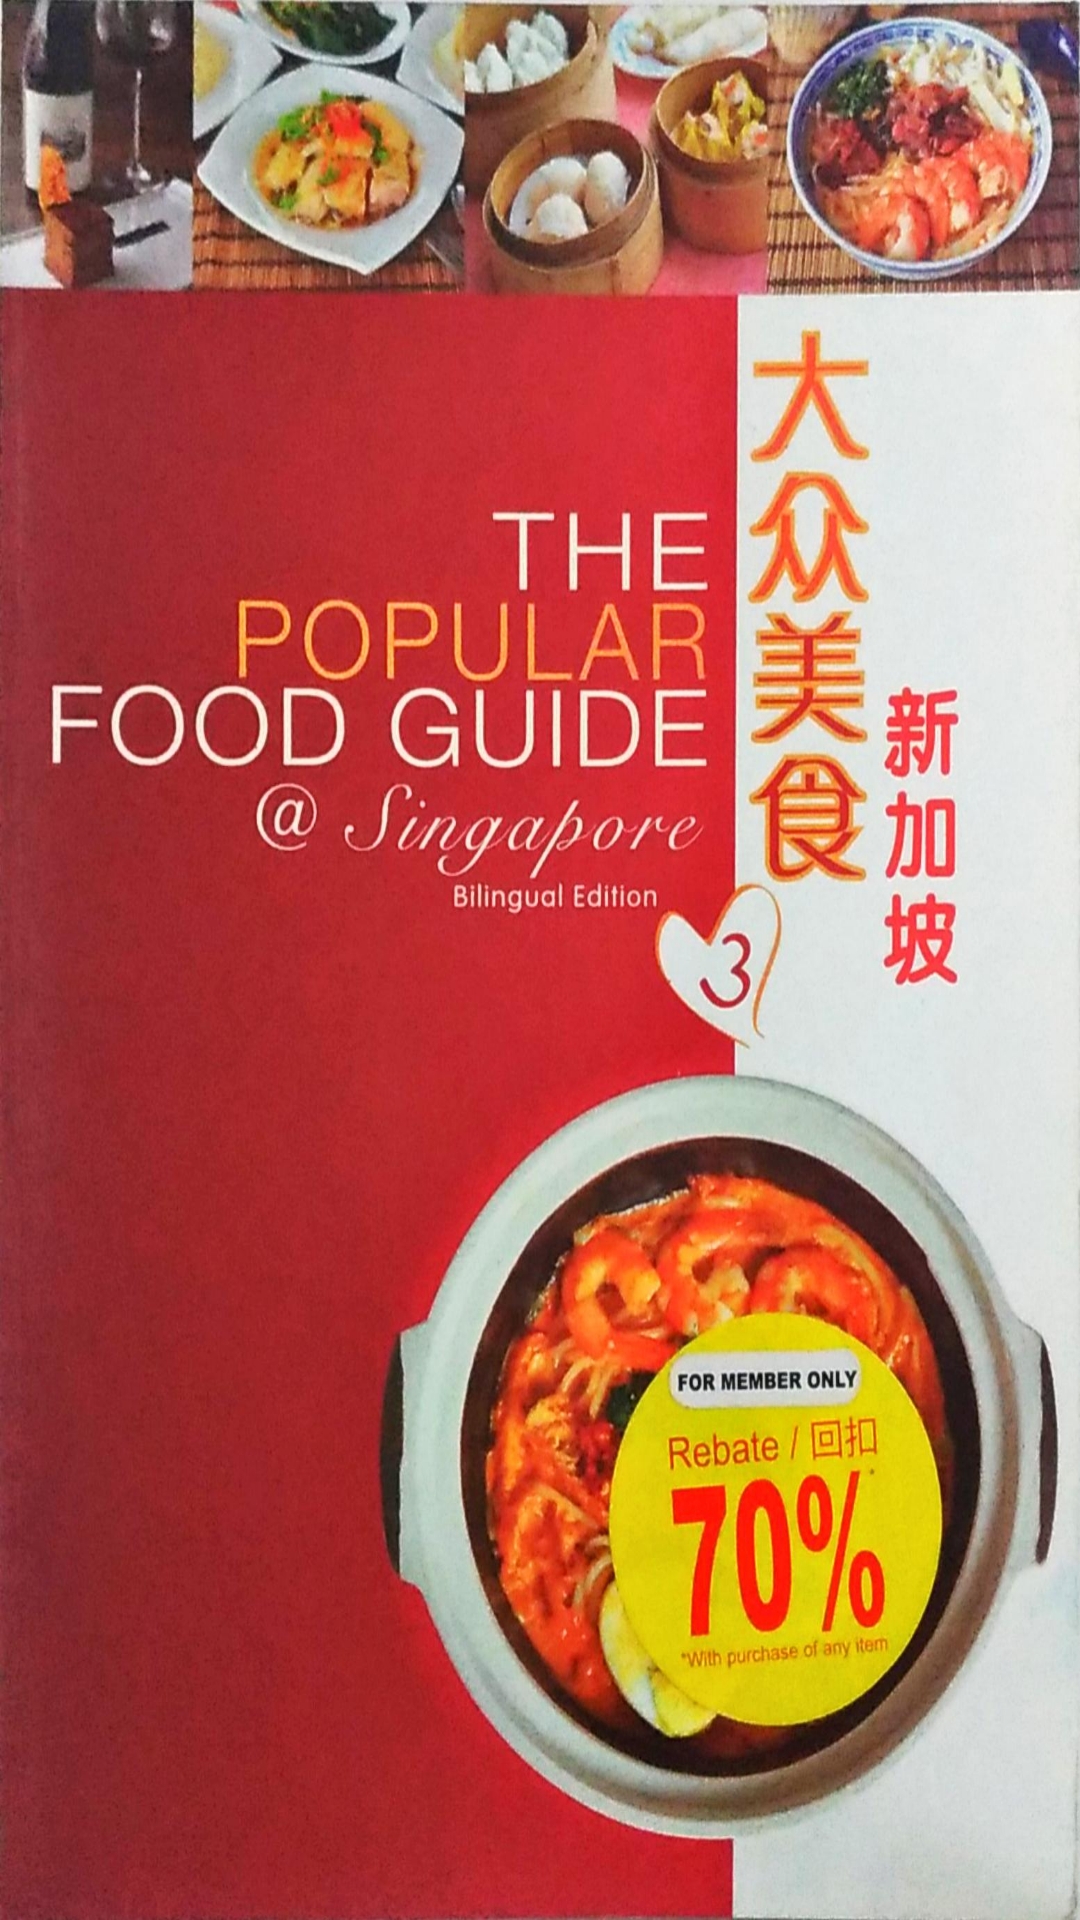 THE
POPULAR
FOOD GUIDE
@ Singapore
Bilingual Edition
大众美食
新加坡
3
FOR MEMBER ONLY
Rebate / 回扣
70%*
*With purchase of any item